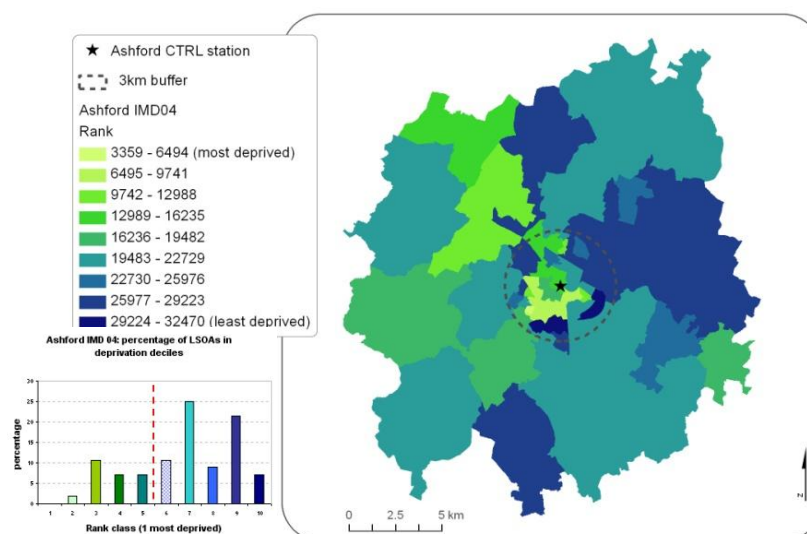 Ashford CTRL station
3km buffer
Ashford IMD04
Rank
3359 - 6494 (most deprived)
6495 - 9741
9742 - 12988
12989 - 16235
16236 - 19482
19483 - 22729
22730 - 25976
25977 - 29223
29224 - 32470 (least deprived)
Ashford IMD 04: percentage of LSOAs in
deprivation deciles
percentage
30
25
20
15
10
5
0
1 2 3 4 5 6 7 8 9 10
Rank class (1 most deprived)
0 2.5 5 km
N